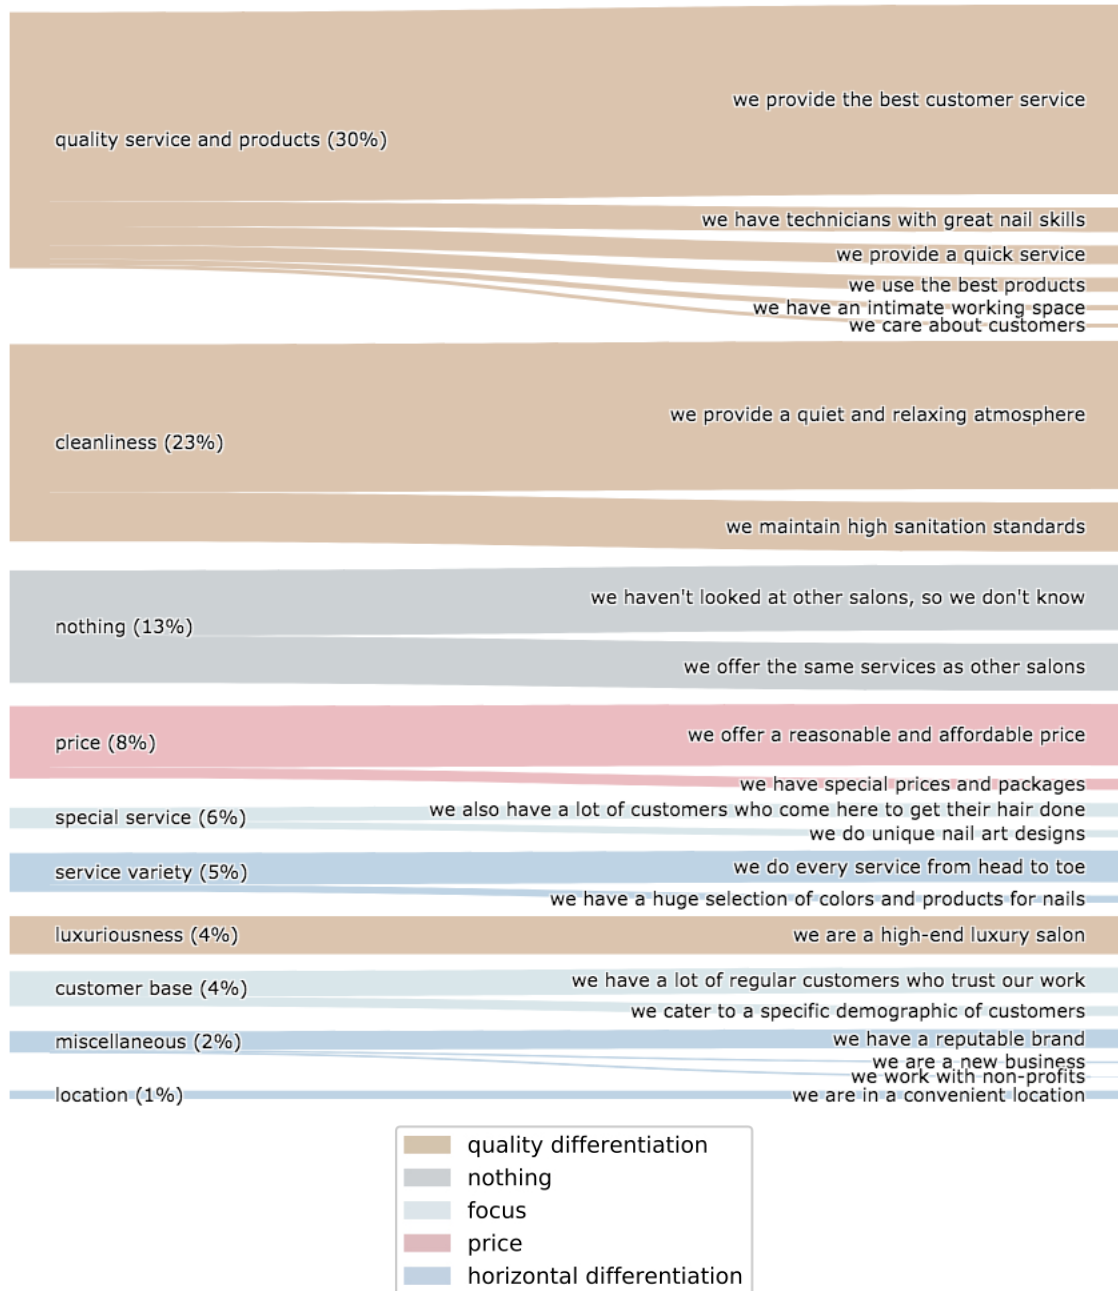 we provide the best customer service
quality service and products (30%)
we have technicians with great nail skills
we provide a quick service
we use the best products
we have an intimate working space
we care about customers
we provide a quiet and relaxing atmosphere
cleanliness (23%)
we maintain high sanitation standards
we haven't looked at other salons, so we don't know
nothing (13%)
we offer the same services as other salons
we offer a reasonable and affordable price
price (8%)
we have special prices and packages
we also have a lot of customers who come here to get their hair done
special service (6%)
we do unique nail art designs
we do every service from head to toe
service variety (5%)
we have a huge selection of colors and products for nails
luxuriousness (4%)
we are a high-end luxury salon
we have a lot of regular customers who trust our work
customer base (4%)
we cater to a specific demographic of customers
we have a reputable brand
miscellaneous (2%)
we are a new business
we work with non-profits
location (1%)
we are in a convenient location
quality differentiation
nothing
focus
price
horizontal differentiation